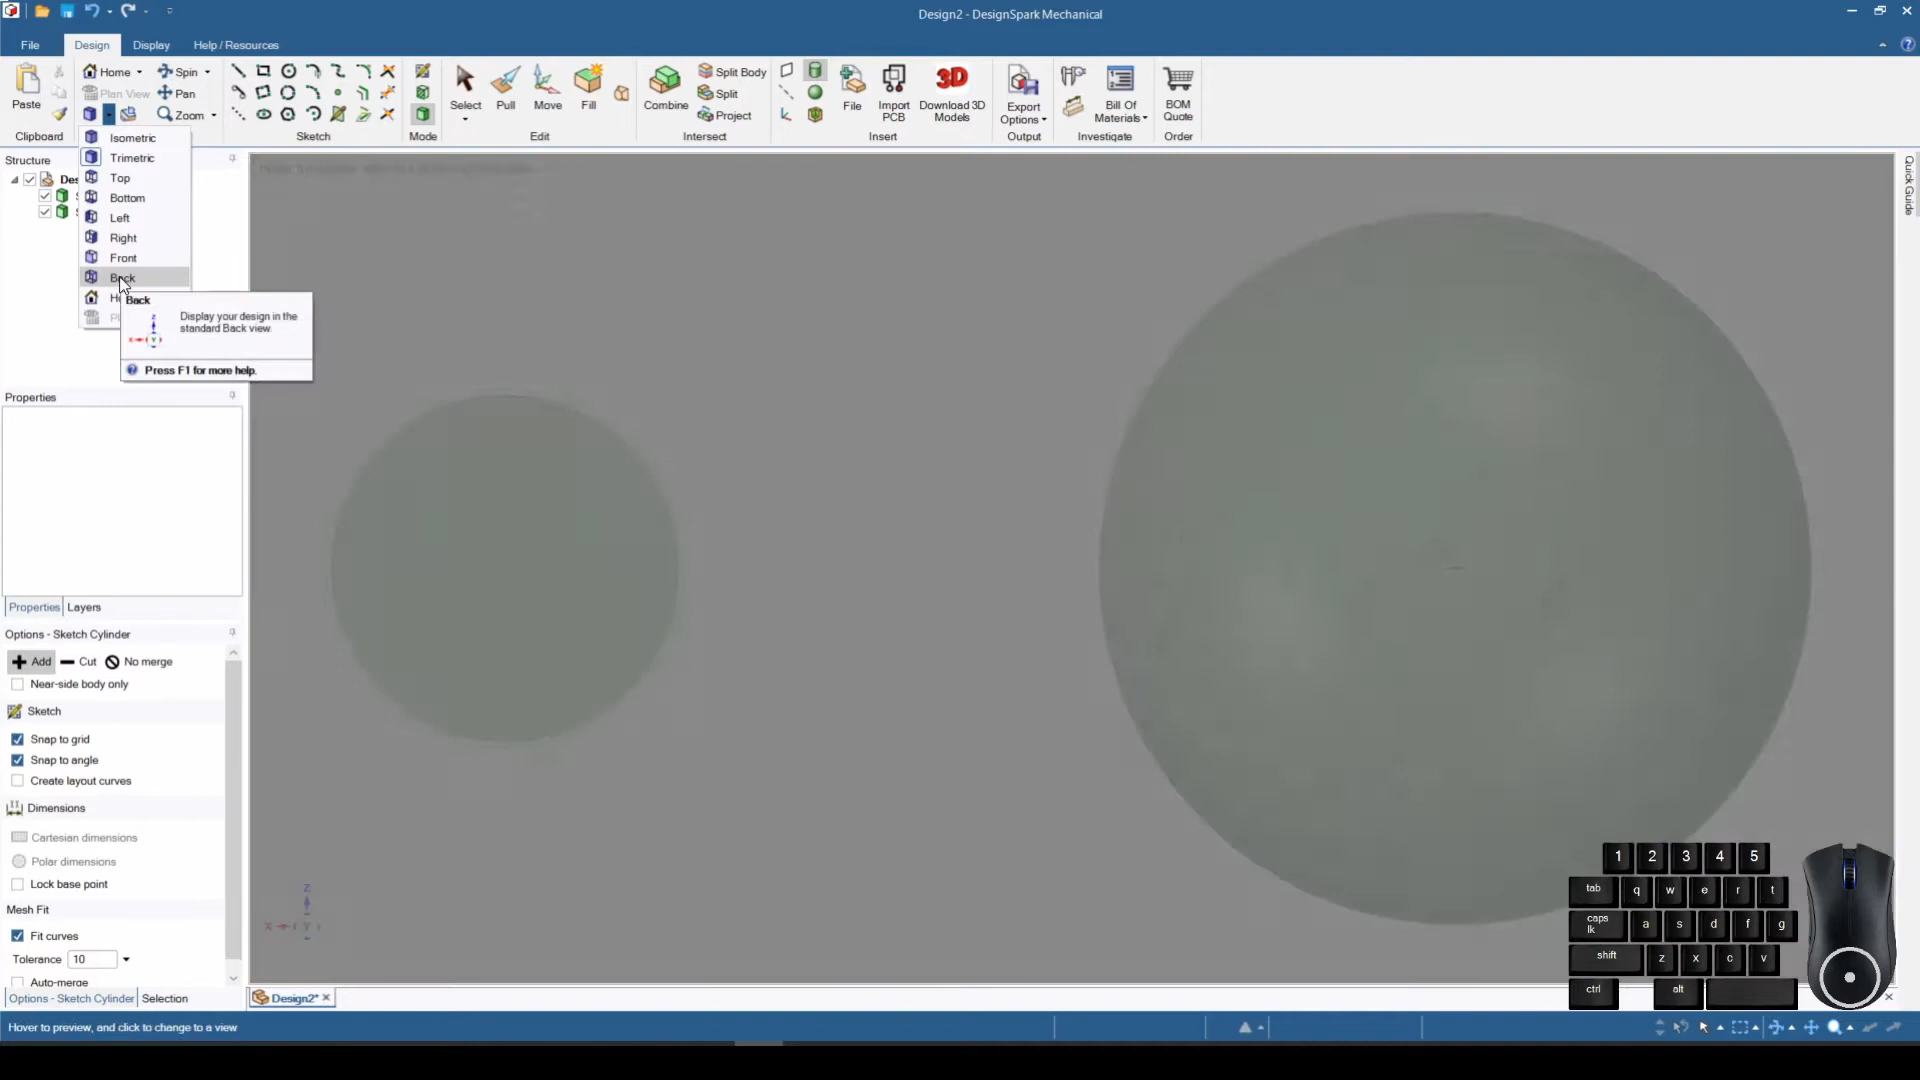 Design2 - DesignSpark Mechanical
File
Design
Display
Help / Resources
Paste
Home
Spin
Plan View
Pan
Zoom
Select
Pull
Move
Fill
Combine
Split Body
Split
Project
File
Import PCB
Download 3D Models
Export Options
Bill Of Materials
BOM Quote
Clipboard
Sketch
Mode
Edit
Intersect
Insert
Output
Investigate
Order
Structure
Des
Isometric
Trimetric
Top
Bottom
Left
Right
Front
Back
Back
Display your design in the
standard Back view.
Z
X
Y
Press F1 for more help.
Quick Guide
Properties
Properties
Layers
Options - Sketch Cylinder
Add
Cut
No merge
Near-side body only
Sketch
Snap to grid
Snap to angle
Create layout curves
Dimensions
Cartesian dimensions
Polar dimensions
Lock base point
Mesh Fit
Fit curves
Tolerance 10
Auto-merge
Options - Sketch Cylinder
Selection
Z
X
Y
1 2 3 4 5
tab q w e r t
caps lk a s d f g
shift z x c v
ctrl alt
Design2*
Hover to preview, and click to change to a view